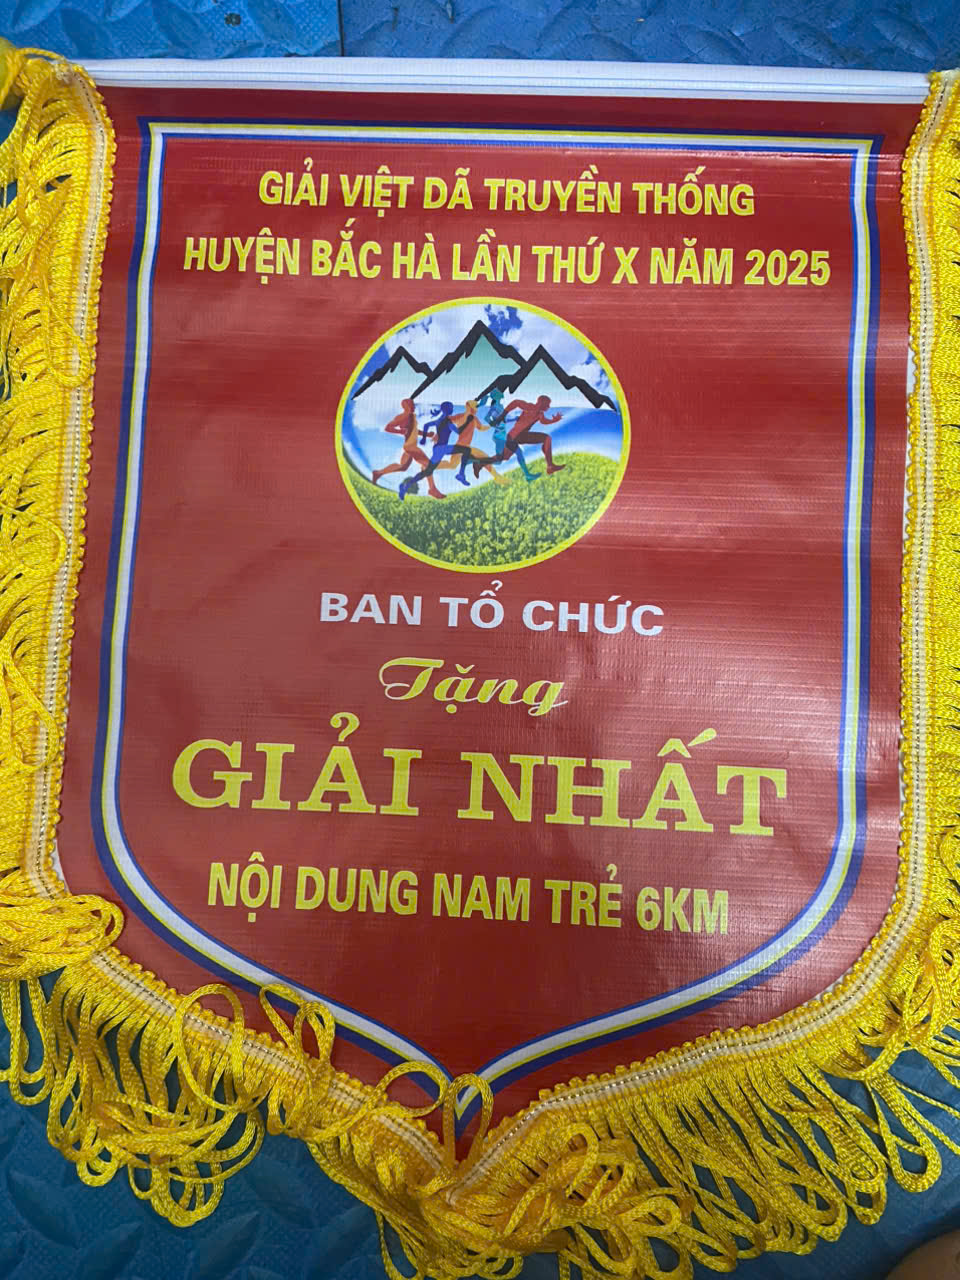 GIẢI VIỆT DÃ TRUYỀN THỐNG
HUYỆN BẮC HÀ LẦN THỨ X NĂM 2025
BAN TỔ CHỨC
Tặng
GIẢI NHẤT
NỘI DUNG NAM TRẺ 6KM